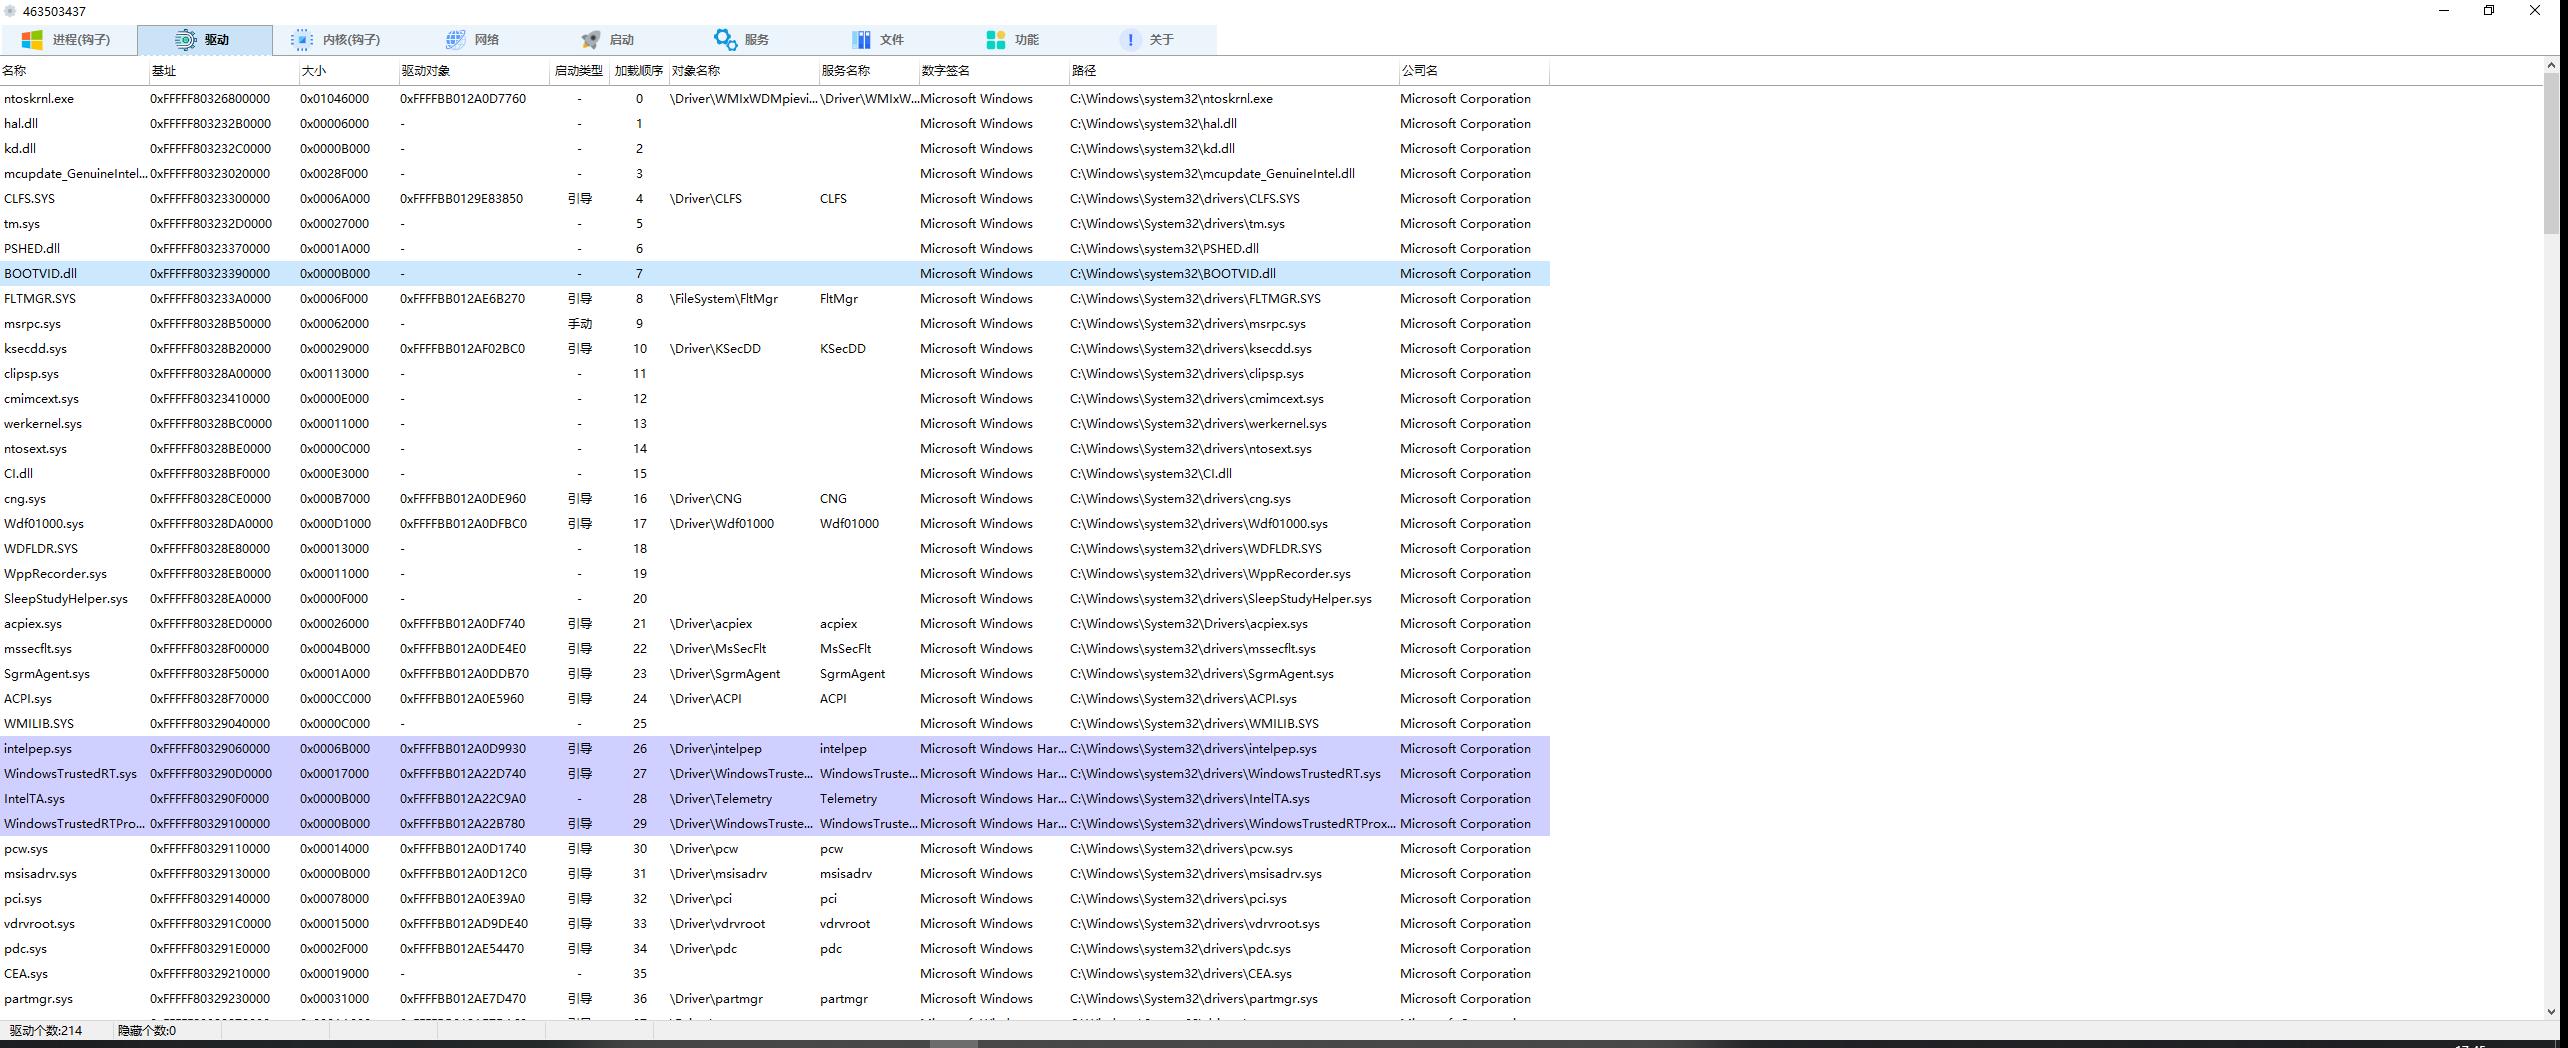 463503437
进程(钩子) 驱动 内核(钩子) 网络 启动 服务 文件 功能 关于
名称 基址 大小 驱动对象 启动类型 加载顺序 对象名称 服务名称 数字签名 路径 公司名
ntoskrnl.exe 0xFFFFF80326800000 0x01046000 0xFFFFBB012A0D7760 - 0 \Driver\WMIxWDMpievi... \Driver\WMIxW... Microsoft Windows C:\Windows\system32\ntoskrnl.exe Microsoft Corporation
hal.dll 0xFFFFF803232B0000 0x00006000 - - 1 Microsoft Windows C:\Windows\system32\hal.dll Microsoft Corporation
kd.dll 0xFFFFF803232C0000 0x0000B000 - - 2 Microsoft Windows C:\Windows\system32\kd.dll Microsoft Corporation
mcupdate_GenuineIntel... 0xFFFFF80323020000 0x0028F000 - - 3 Microsoft Windows C:\Windows\system32\mcupdate_GenuineIntel.dll Microsoft Corporation
CLFS.SYS 0xFFFFF80323300000 0x0006A000 0xFFFFBB0129E83850 引导 4 \Driver\CLFS CLFS Microsoft Windows C:\Windows\System32\drivers\CLFS.SYS Microsoft Corporation
tm.sys 0xFFFFF803232D0000 0x00027000 - - 5 Microsoft Windows C:\Windows\System32\drivers\tm.sys Microsoft Corporation
PSHED.dll 0xFFFFF80323370000 0x0001A000 - - 6 Microsoft Windows C:\Windows\system32\PSHED.dll Microsoft Corporation
BOOTVID.dll 0xFFFFF80323390000 0x0000B000 - - 7 Microsoft Windows C:\Windows\system32\BOOTVID.dll Microsoft Corporation
FLTMGR.SYS 0xFFFFF803233A0000 0x0006F000 0xFFFFBB012AE6B270 引导 8 \FileSystem\FltMgr FltMgr Microsoft Windows C:\Windows\System32\drivers\FLTMGR.SYS Microsoft Corporation
msrpc.sys 0xFFFFF80328B50000 0x00062000 - 手动 9 Microsoft Windows C:\Windows\System32\drivers\msrpc.sys Microsoft Corporation
ksecdd.sys 0xFFFFF80328B20000 0x00029000 0xFFFFBB012AF02BC0 引导 10 \Driver\KSecDD KSecDD Microsoft Windows C:\Windows\System32\drivers\ksecdd.sys Microsoft Corporation
clipsp.sys 0xFFFFF80328A00000 0x00113000 - - 11 Microsoft Windows C:\Windows\System32\drivers\clipsp.sys Microsoft Corporation
cmimcext.sys 0xFFFFF80323410000 0x0000E000 - - 12 Microsoft Windows C:\Windows\System32\drivers\cmimcext.sys Microsoft Corporation
werkernel.sys 0xFFFFF80328BC0000 0x00011000 - - 13 Microsoft Windows C:\Windows\System32\drivers\werkernel.sys Microsoft Corporation
ntosext.sys 0xFFFFF80328BE0000 0x0000C000 - - 14 Microsoft Windows C:\Windows\System32\drivers\ntosext.sys Microsoft Corporation
CI.dll 0xFFFFF80328BF0000 0x000E3000 - - 15 Microsoft Windows C:\Windows\system32\CI.dll Microsoft Corporation
cng.sys 0xFFFFF80328CE0000 0x000B7000 0xFFFFBB012A0DE960 引导 16 \Driver\CNG CNG Microsoft Windows C:\Windows\System32\drivers\cng.sys Microsoft Corporation
Wdf01000.sys 0xFFFFF80328DA0000 0x000D1000 0xFFFFBB012A0DFBC0 引导 17 \Driver\Wdf01000 Wdf01000 Microsoft Windows C:\Windows\system32\drivers\Wdf01000.sys Microsoft Corporation
WDFLDR.SYS 0xFFFFF80328E80000 0x00013000 - - 18 Microsoft Windows C:\Windows\system32\drivers\WDFLDR.SYS Microsoft Corporation
WppRecorder.sys 0xFFFFF80328EB0000 0x00011000 - - 19 Microsoft Windows C:\Windows\system32\drivers\WppRecorder.sys Microsoft Corporation
SleepStudyHelper.sys 0xFFFFF80328EA0000 0x0000F000 - - 20 Microsoft Windows C:\Windows\system32\drivers\SleepStudyHelper.sys Microsoft Corporation
acpiex.sys 0xFFFFF80328ED0000 0x00026000 0xFFFFBB012A0DF740 引导 21 \Driver\acpiex acpiex Microsoft Windows C:\Windows\System32\Drivers\acpiex.sys Microsoft Corporation
mssecflt.sys 0xFFFFF80328F00000 0x0004B000 0xFFFFBB012A0DE4E0 引导 22 \Driver\MsSecFlt MsSecFlt Microsoft Windows C:\Windows\system32\drivers\mssecflt.sys Microsoft Corporation
SgrmAgent.sys 0xFFFFF80328F50000 0x0001A000 0xFFFFBB012A0DDB70 引导 23 \Driver\SgrmAgent SgrmAgent Microsoft Windows C:\Windows\system32\drivers\SgrmAgent.sys Microsoft Corporation
ACPI.sys 0xFFFFF80328F70000 0x000CC000 0xFFFFBB012A0E5960 引导 24 \Driver\ACPI ACPI Microsoft Windows C:\Windows\System32\drivers\ACPI.sys Microsoft Corporation
WMILIB.SYS 0xFFFFF80329040000 0x0000C000 - - 25 Microsoft Windows C:\Windows\System32\drivers\WMILIB.SYS Microsoft Corporation
intelpep.sys 0xFFFFF80329060000 0x0006B000 0xFFFFBB012A0D9930 引导 26 \Driver\intelpep intelpep Microsoft Windows Har... C:\Windows\System32\drivers\intelpep.sys Microsoft Corporation
WindowsTrustedRT.sys 0xFFFFF803290D0000 0x00017000 0xFFFFBB012A22D740 引导 27 \Driver\WindowsTruste... WindowsTruste... Microsoft Windows Har... C:\Windows\system32\drivers\WindowsTrustedRT.sys Microsoft Corporation
IntelTA.sys 0xFFFFF803290F0000 0x0000B000 0xFFFFBB012A22C9A0 - 28 \Driver\Telemetry Telemetry Microsoft Windows Har... C:\Windows\System32\drivers\IntelTA.sys Microsoft Corporation
WindowsTrustedRTPro... 0xFFFFF80329100000 0x0000B000 0xFFFFBB012A22B780 引导 29 \Driver\WindowsTruste... WindowsTruste... Microsoft Windows Har... C:\Windows\System32\drivers\WindowsTrustedRTProx... Microsoft Corporation
pcw.sys 0xFFFFF80329110000 0x00014000 0xFFFFBB012A0D1740 引导 30 \Driver\pcw pcw Microsoft Windows C:\Windows\System32\drivers\pcw.sys Microsoft Corporation
msisadrv.sys 0xFFFFF80329130000 0x0000B000 0xFFFFBB012A0D12C0 引导 31 \Driver\msisadrv msisadrv Microsoft Windows C:\Windows\System32\drivers\msisadrv.sys Microsoft Corporation
pci.sys 0xFFFFF80329140000 0x00078000 0xFFFFBB012A0E39A0 引导 32 \Driver\pci pci Microsoft Windows C:\Windows\System32\drivers\pci.sys Microsoft Corporation
vdrvroot.sys 0xFFFFF803291C0000 0x00015000 0xFFFFBB012AD9DE40 引导 33 \Driver\vdrvroot vdrvroot Microsoft Windows C:\Windows\System32\drivers\vdrvroot.sys Microsoft Corporation
pdc.sys 0xFFFFF803291E0000 0x0002F000 0xFFFFBB012AE54470 引导 34 \Driver\pdc pdc Microsoft Windows C:\Windows\system32\drivers\pdc.sys Microsoft Corporation
CEA.sys 0xFFFFF80329210000 0x00019000 - - 35 Microsoft Windows C:\Windows\system32\drivers\CEA.sys Microsoft Corporation
partmgr.sys 0xFFFFF80329230000 0x00031000 0xFFFFBB012AE7D470 引导 36 \Driver\partmgr partmgr Microsoft Windows C:\Windows\System32\drivers\partmgr.sys Microsoft Corporation
驱动个数:214 隐藏个数:0